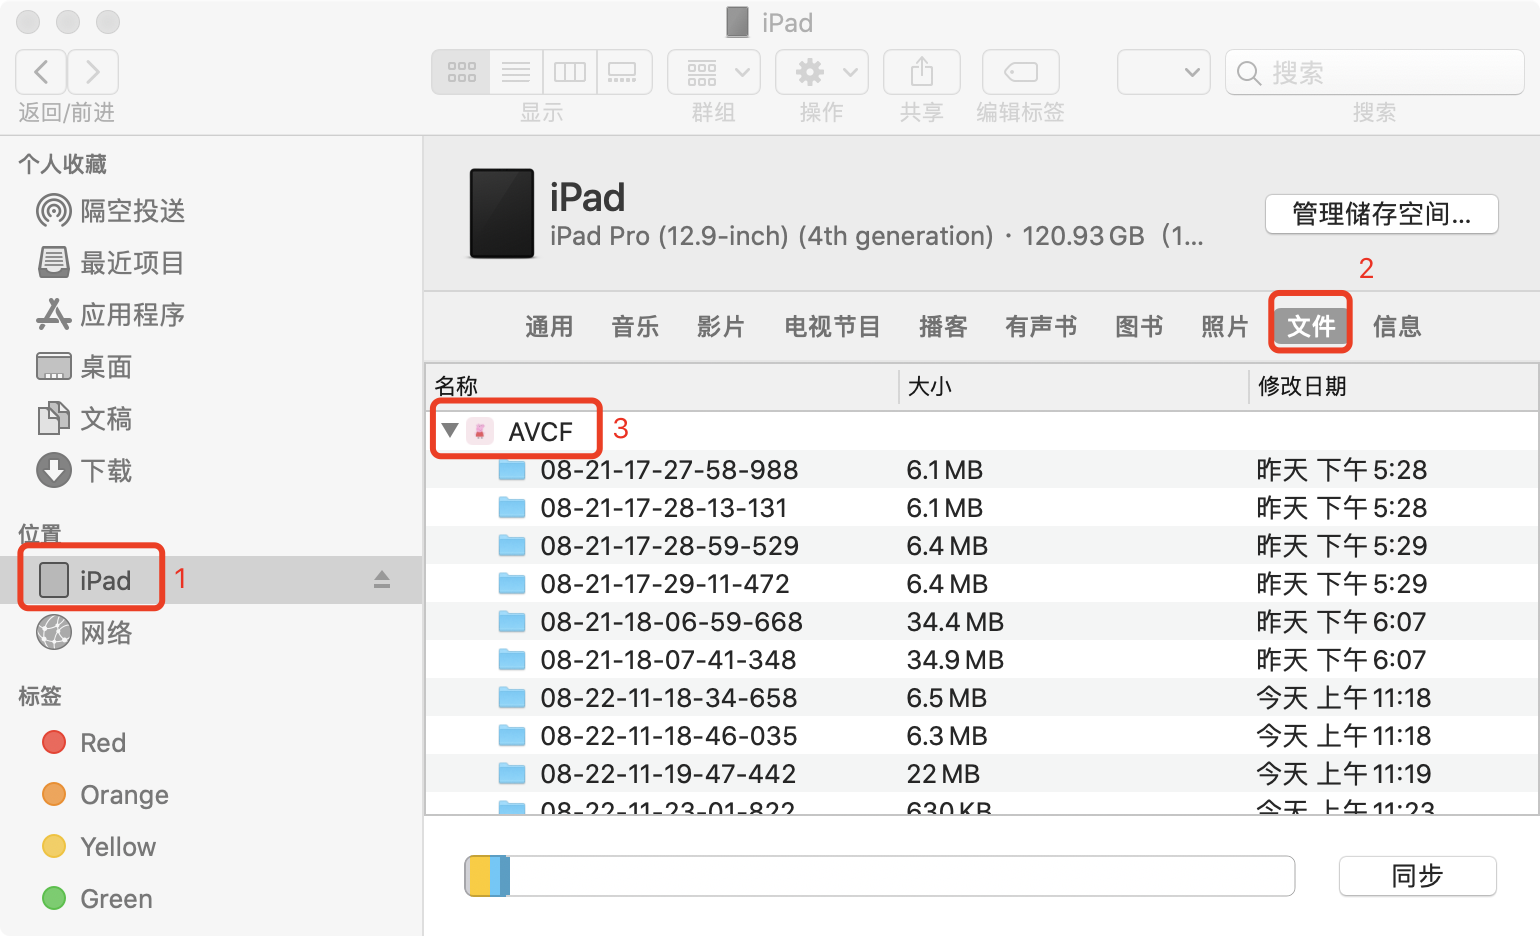 iPad
返回/前进
显示
群组
操作
共享
编辑标签
搜索
搜索
个人收藏
隔空投送
最近项目
应用程序
桌面
文稿
下载
位置
iPad 1
网络
标签
Red
Orange
Yellow
Green
iPad
iPad Pro (12.9-inch) (4th generation) · 120.93 GB (1...
管理储存空间...
2
通用 音乐 影片 电视节目 播客 有声书 图书 照片 文件 信息
名称 大小 修改日期
AVCF 3
08-21-17-27-58-988 6.1 MB 昨天 下午 5:28
08-21-17-28-13-131 6.1 MB 昨天 下午 5:28
08-21-17-28-59-529 6.4 MB 昨天 下午 5:29
08-21-17-29-11-472 6.4 MB 昨天 下午 5:29
08-21-18-06-59-668 34.4 MB 昨天 下午 6:07
08-21-18-07-41-348 34.9 MB 昨天 下午 6:07
08-22-11-18-34-658 6.5 MB 今天 上午 11:18
08-22-11-18-46-035 6.3 MB 今天 上午 11:18
08-22-11-19-47-442 22 MB 今天 上午 11:19
08-22-11-23-01-822 630 KB 今天 上午 11:23
同步